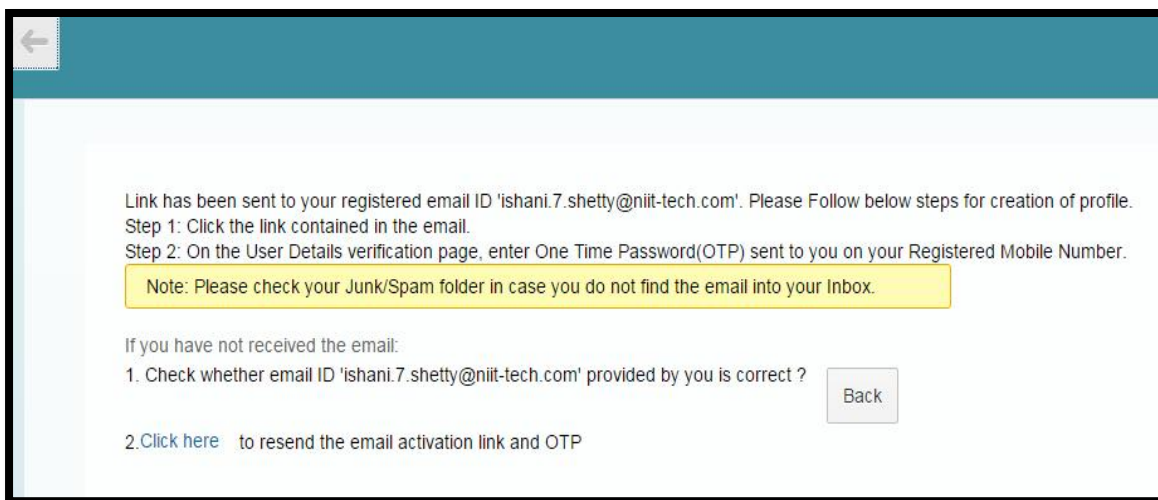 Link has been sent to your registered email ID 'ishani.7.shetty@niit-tech.com'. Please Follow below steps for creation of profile.
Step 1: Click the link contained in the email.
Step 2: On the User Details verification page, enter One Time Password(OTP) sent to you on your Registered Mobile Number.
Note: Please check your Junk/Spam folder in case you do not find the email into your Inbox.
If you have not received the email:
1. Check whether email ID 'ishani.7.shetty@niit-tech.com' provided by you is correct ?
Back
2.Click here to resend the email activation link and OTP